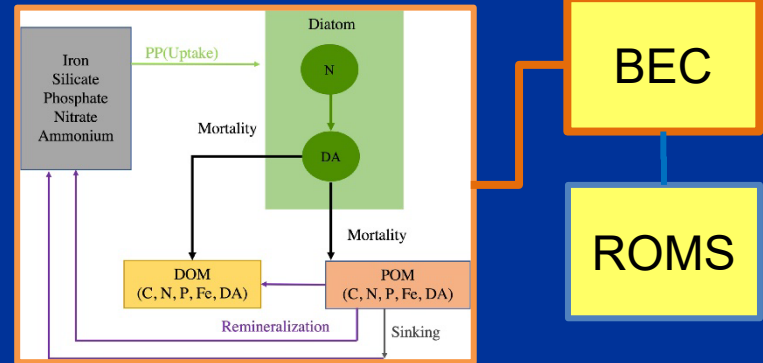 Diatom
Iron
Silicate
Phosphate
Nitrate
Ammonium
PP(Uptake)
N
Mortality
DA
Mortality
DOM
(C, N, P, Fe, DA)
POM
(C, N, P, Fe, DA)
Remineralization
Sinking
BEC
ROMS